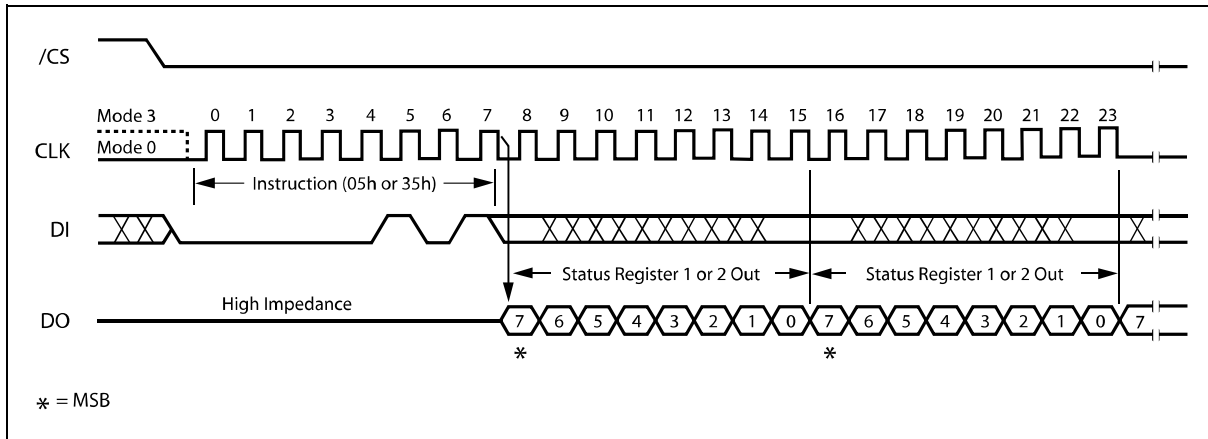 /CS
Mode 3
0 1 2 3 4 5 6 7 8 9 10 11 12 13 14 15 16 17 18 19 20 21 22 23
CLK
Mode 0
Instruction (05h or 35h)
DI
Status Register 1 or 2 Out
Status Register 1 or 2 Out
High Impedance
DO
7 6 5 4 3 2 1 0 7 6 5 4 3 2 1 0 7
* *
* = MSB